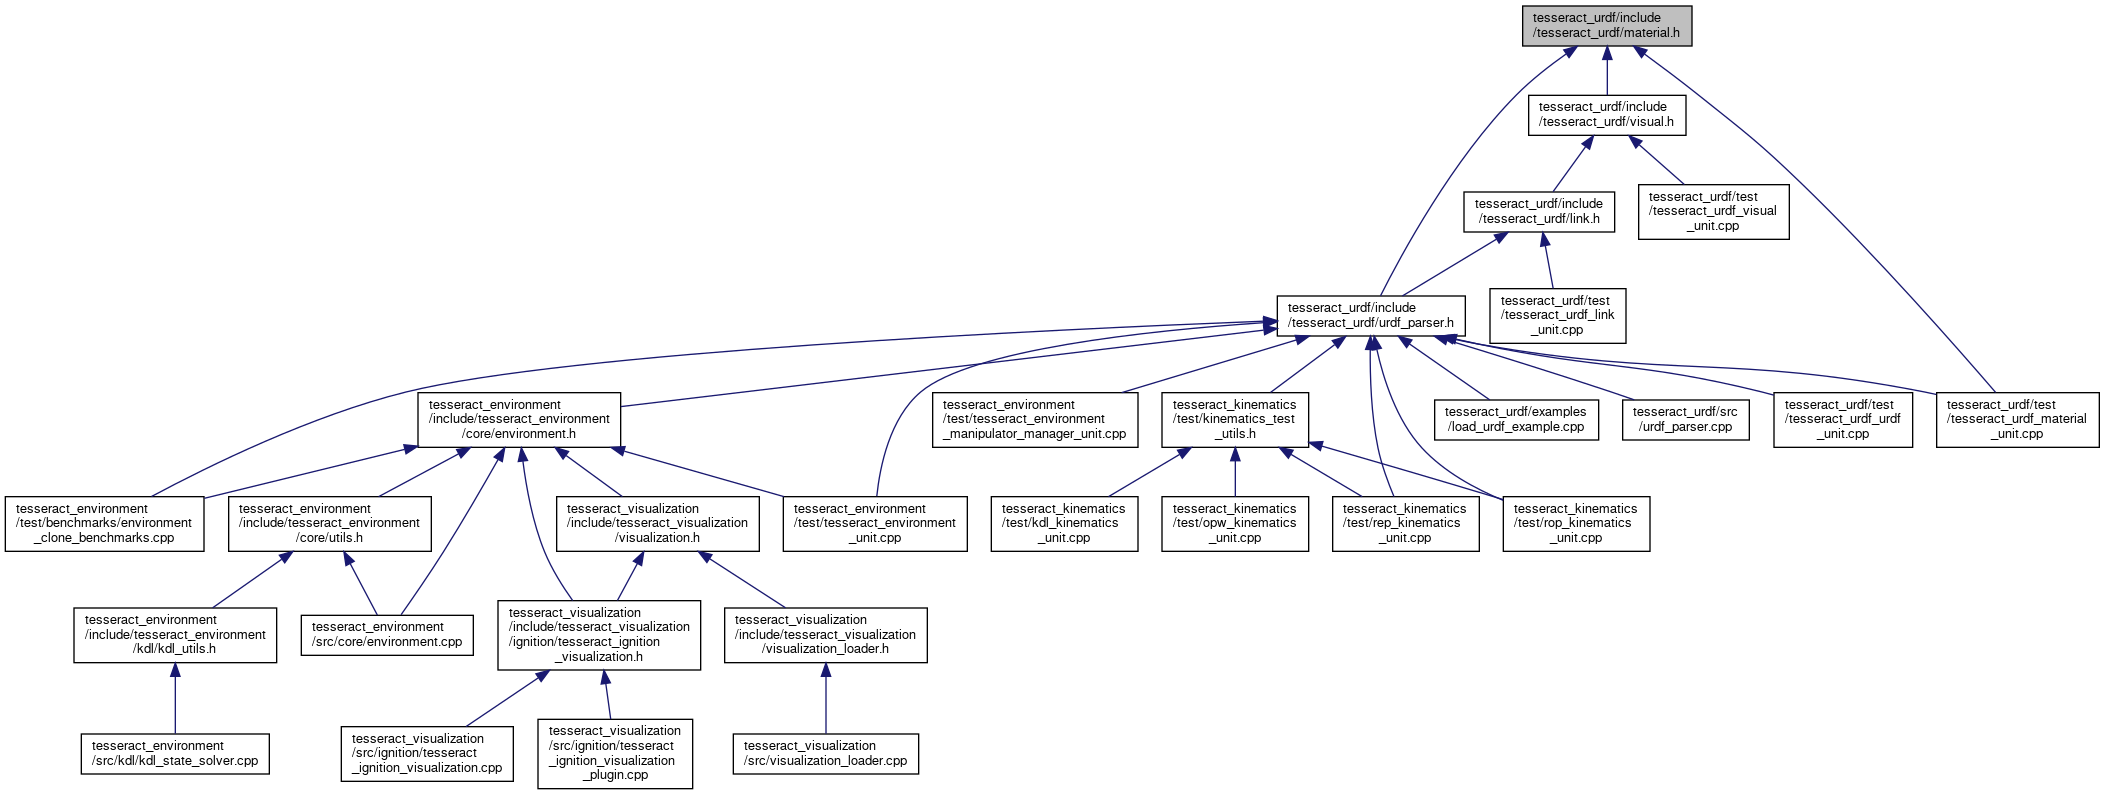 tesseract_urdf/include
/tesseract_urdf/material.h
tesseract_urdf/include
/tesseract_urdf/visual.h
tesseract_urdf/include
/tesseract_urdf/link.h
tesseract_urdf/test
/tesseract_urdf_visual
_unit.cpp
tesseract_urdf/include
/tesseract_urdf/urdf_parser.h
tesseract_urdf/test
/tesseract_urdf_link
_unit.cpp
tesseract_environment
/include/tesseract_environment
/core/environment.h
tesseract_environment
/test/tesseract_environment
_manipulator_manager_unit.cpp
tesseract_kinematics
/test/kinematics_test
_utils.h
tesseract_urdf/examples
/load_urdf_example.cpp
tesseract_urdf/src
/urdf_parser.cpp
tesseract_urdf/test
/tesseract_urdf_urdf
_unit.cpp
tesseract_urdf/test
/tesseract_urdf_material
_unit.cpp
tesseract_environment
/test/benchmarks/environment
_clone_benchmarks.cpp
tesseract_environment
/include/tesseract_environment
/core/utils.h
tesseract_visualization
/include/tesseract_visualization
/visualization.h
tesseract_environment
/test/tesseract_environment
_unit.cpp
tesseract_kinematics
/test/kdl_kinematics
_unit.cpp
tesseract_kinematics
/test/opw_kinematics
_unit.cpp
tesseract_kinematics
/test/rep_kinematics
_unit.cpp
tesseract_kinematics
/test/rop_kinematics
_unit.cpp
tesseract_environment
/include/tesseract_environment
/kdl/kdl_utils.h
tesseract_environment
/src/core/environment.cpp
tesseract_visualization
/include/tesseract_visualization
/ignition/tesseract_ignition
_visualization.h
tesseract_visualization
/include/tesseract_visualization
/visualization_loader.h
tesseract_environment
/src/kdl/kdl_state_solver.cpp
tesseract_visualization
/src/ignition/tesseract
_ignition_visualization.cpp
tesseract_visualization
/src/ignition/tesseract
_ignition_visualization
_plugin.cpp
tesseract_visualization
/src/visualization_loader.cpp